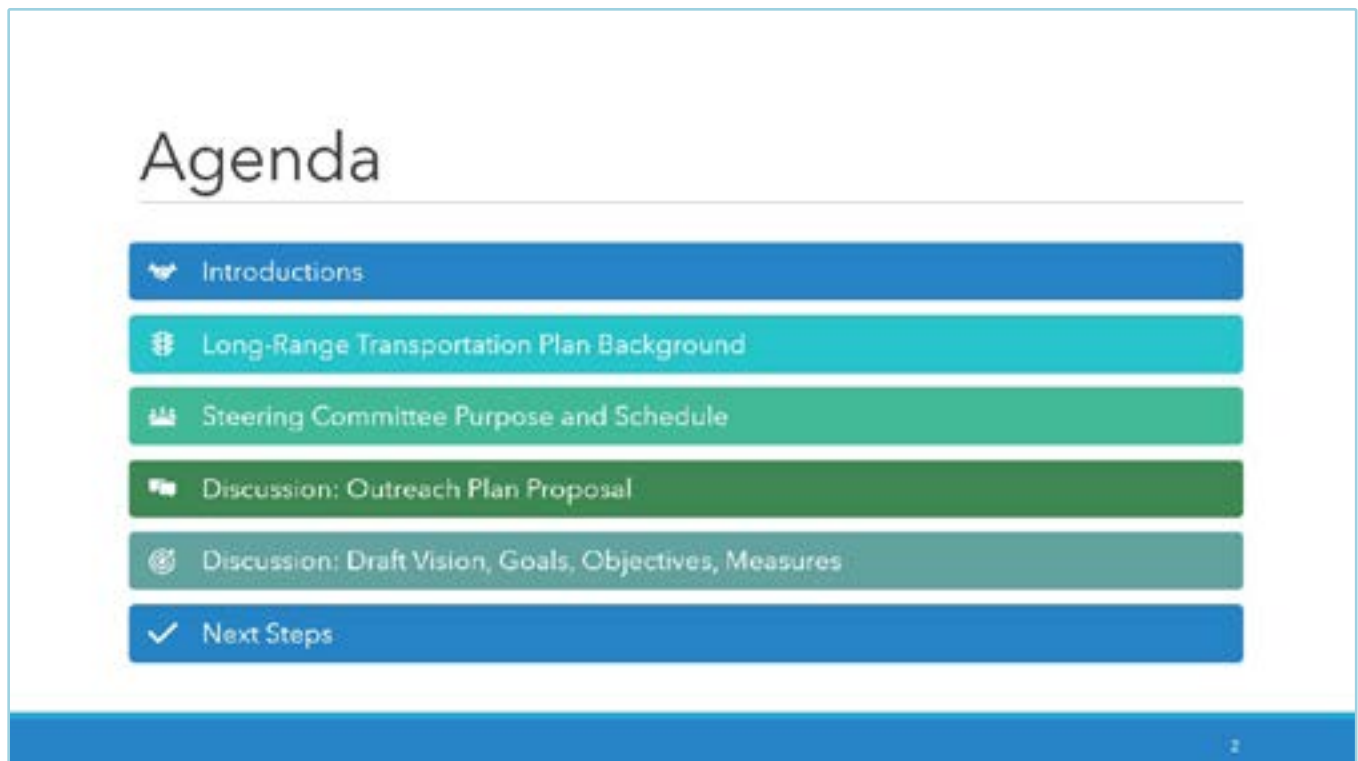 Agenda
Introductions
Long-Range Transportation Plan Background
Steering Committee Purpose and Schedule
Discussion: Outreach Plan Proposal
Discussion: Draft Vision, Goals, Objectives, Measures
Next Steps
2